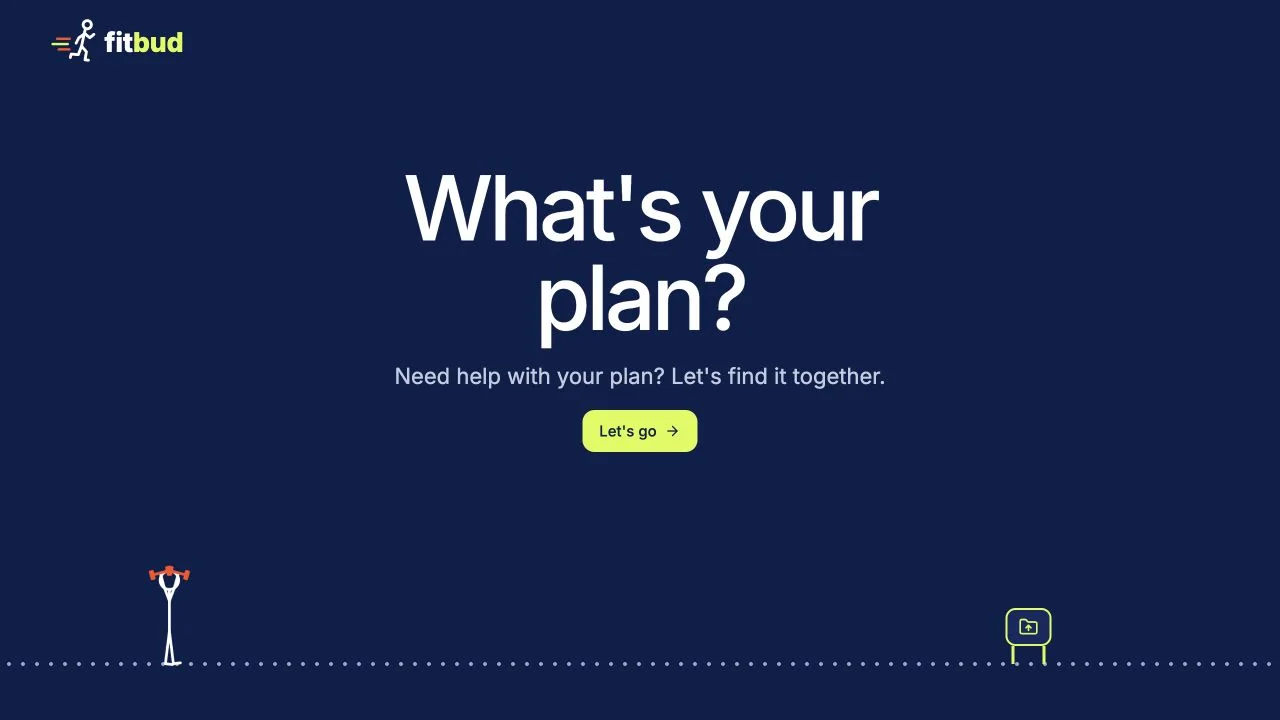 fitbud
What's your
plan?
Need help with your plan? Let's find it together.
Let's go